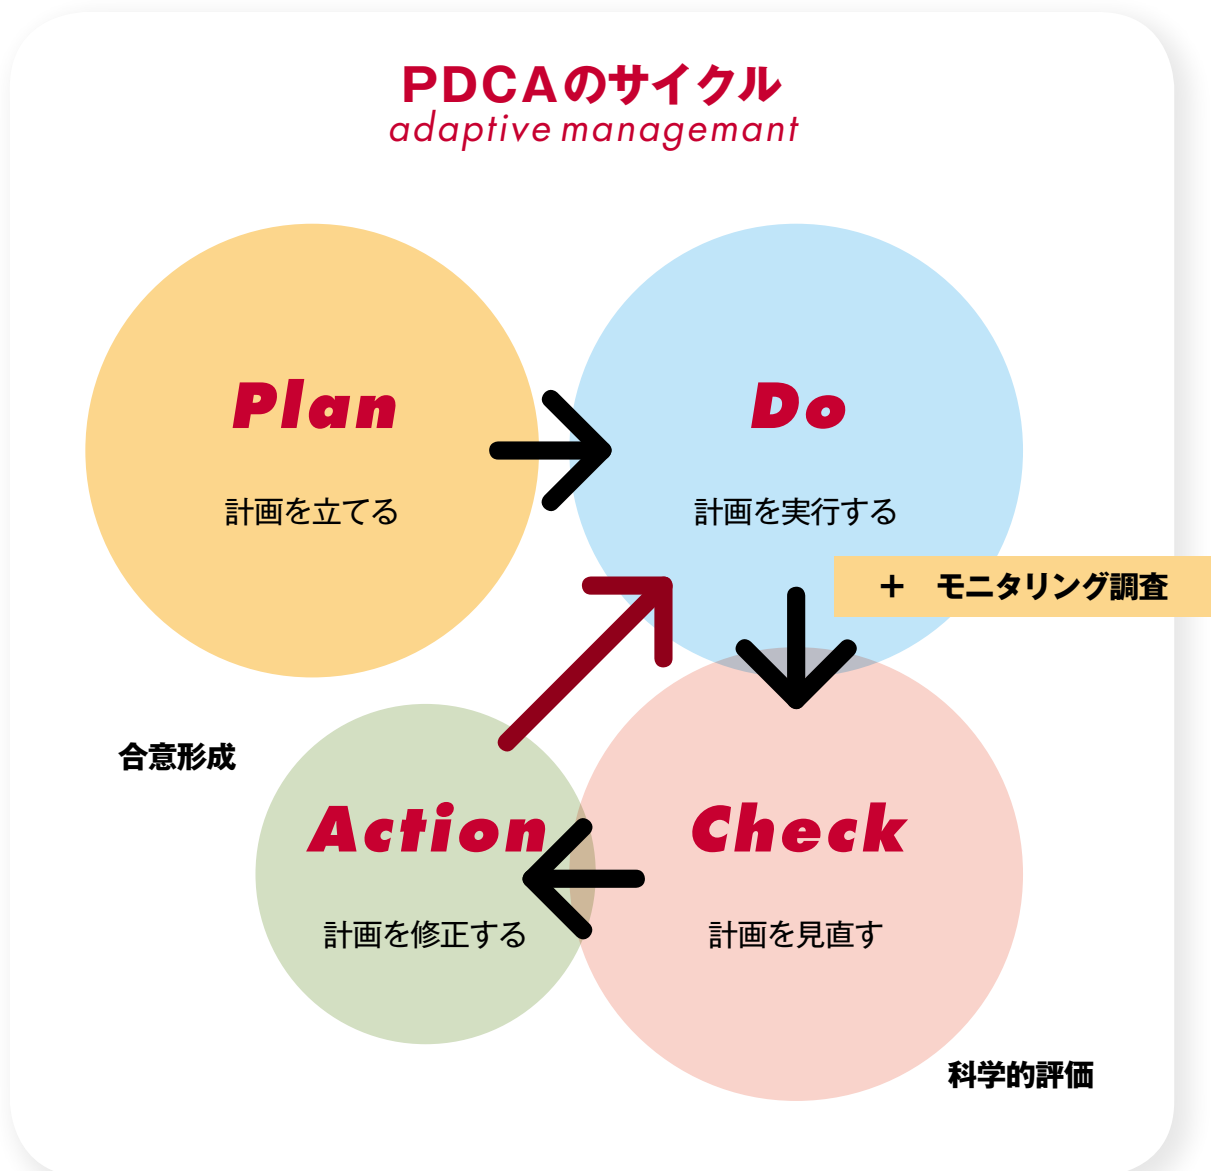 PDCAのサイクル
adaptive managemant
Plan
計画を立てる
Do
計画を実行する
＋　モニタリング調査
合意形成
Action
計画を修正する
Check
計画を見直す
科学的評価